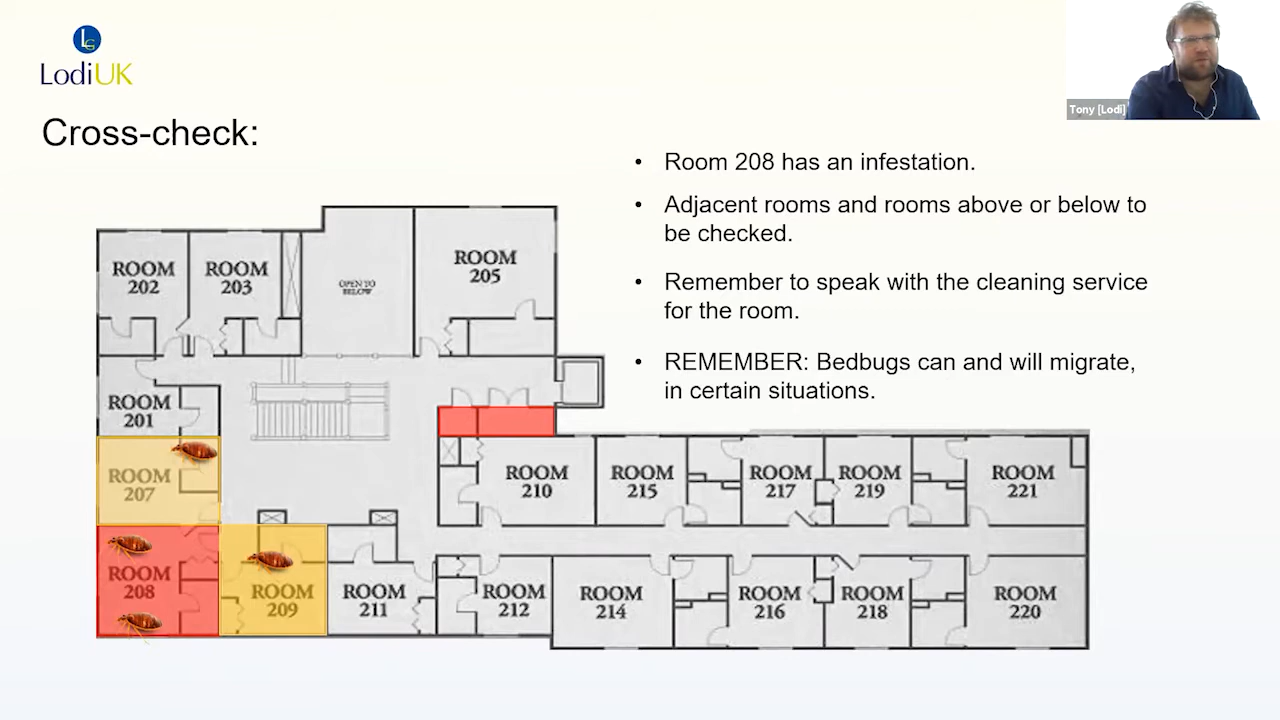 LG
LodiUK
Tony [Lodi]
Cross-check:
• Room 208 has an infestation.
• Adjacent rooms and rooms above or below to
be checked.
• Remember to speak with the cleaning service
for the room.
• REMEMBER: Bedbugs can and will migrate,
in certain situations.
ROOM
202
ROOM
203
OPEN TO
BELOW
ROOM
205
ROOM
201
ROOM
207
ROOM
208
ROOM
209
ROOM
211
ROOM
210
ROOM
215
ROOM
217
ROOM
219
ROOM
221
ROOM
212
ROOM
214
ROOM
216
ROOM
218
ROOM
220